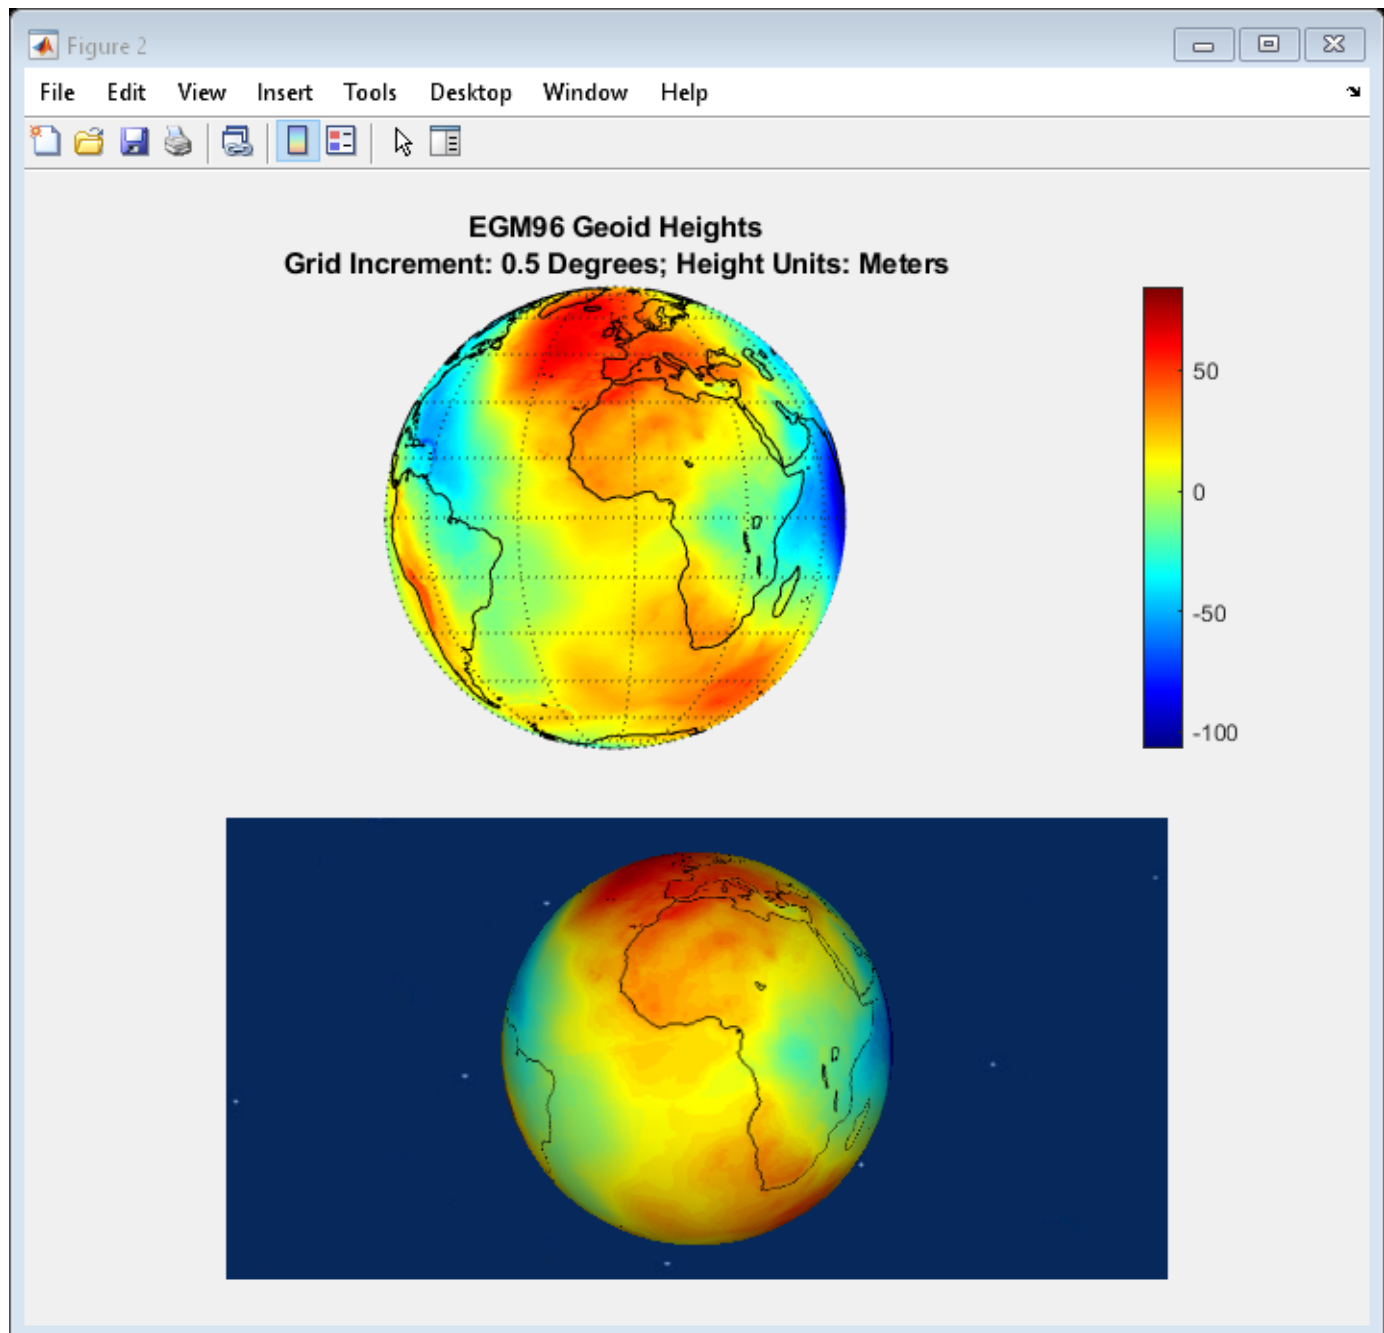 Figure 2
File Edit View Insert Tools Desktop Window Help
EGM96 Geoid Heights
Grid Increment: 0.5 Degrees; Height Units: Meters
50
0
-50
-100